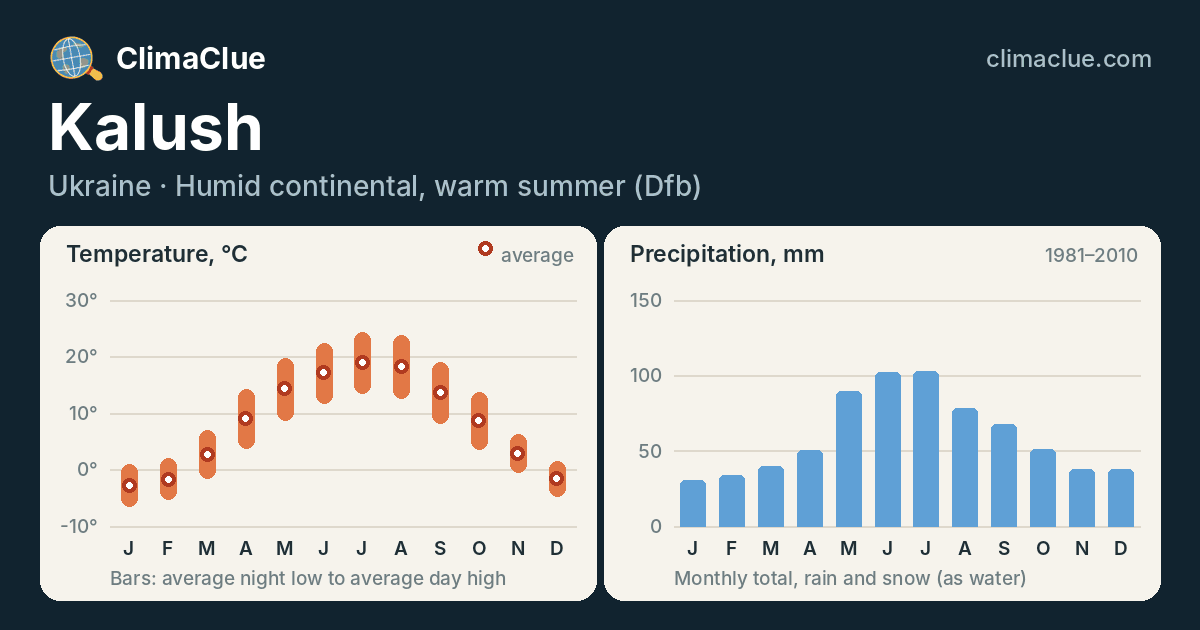 ClimaClue
climaclue.com
Kalush
Ukraine · Humid continental, warm summer (Dfb)
Temperature, °C
average
30°
20°
10°
0°
-10°
J F M A M J J A S O N D
Bars: average night low to average day high
Precipitation, mm
1981–2010
150
100
50
0
J F M A M J J A S O N D
Monthly total, rain and snow (as water)